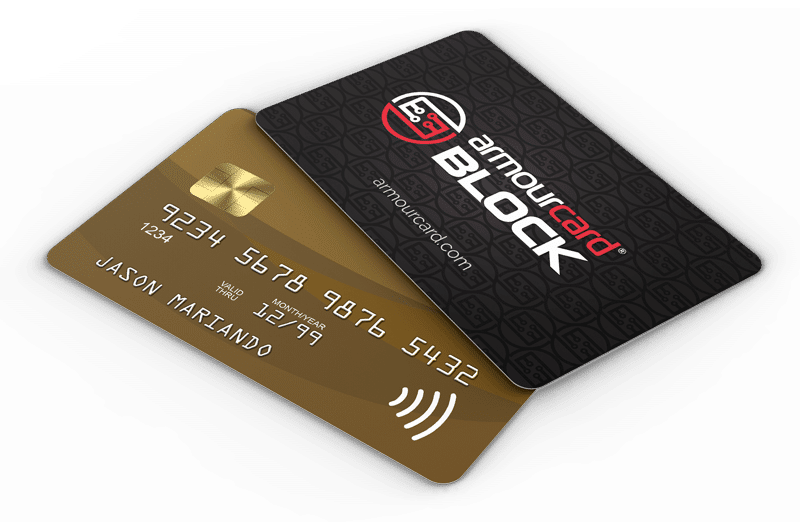 armourcard®
BLOCK
armourcard.com
9234 5678 9876 5432
1234
VALID
THRU
MONTH/YEAR
12/99
JASON MARIANDO